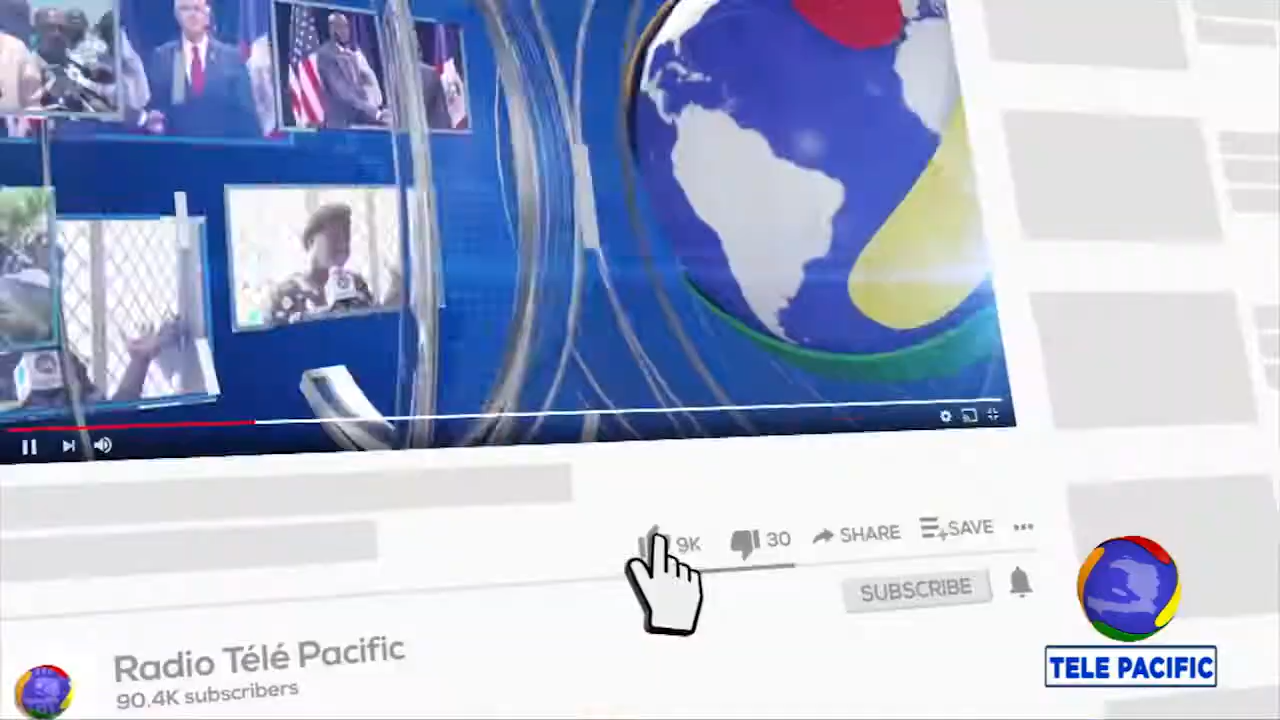 9K
30
SHARE
SAVE
SUBSCRIBE
Radio Télé Pacific
90.4K subscribers
TELE PACIFIC